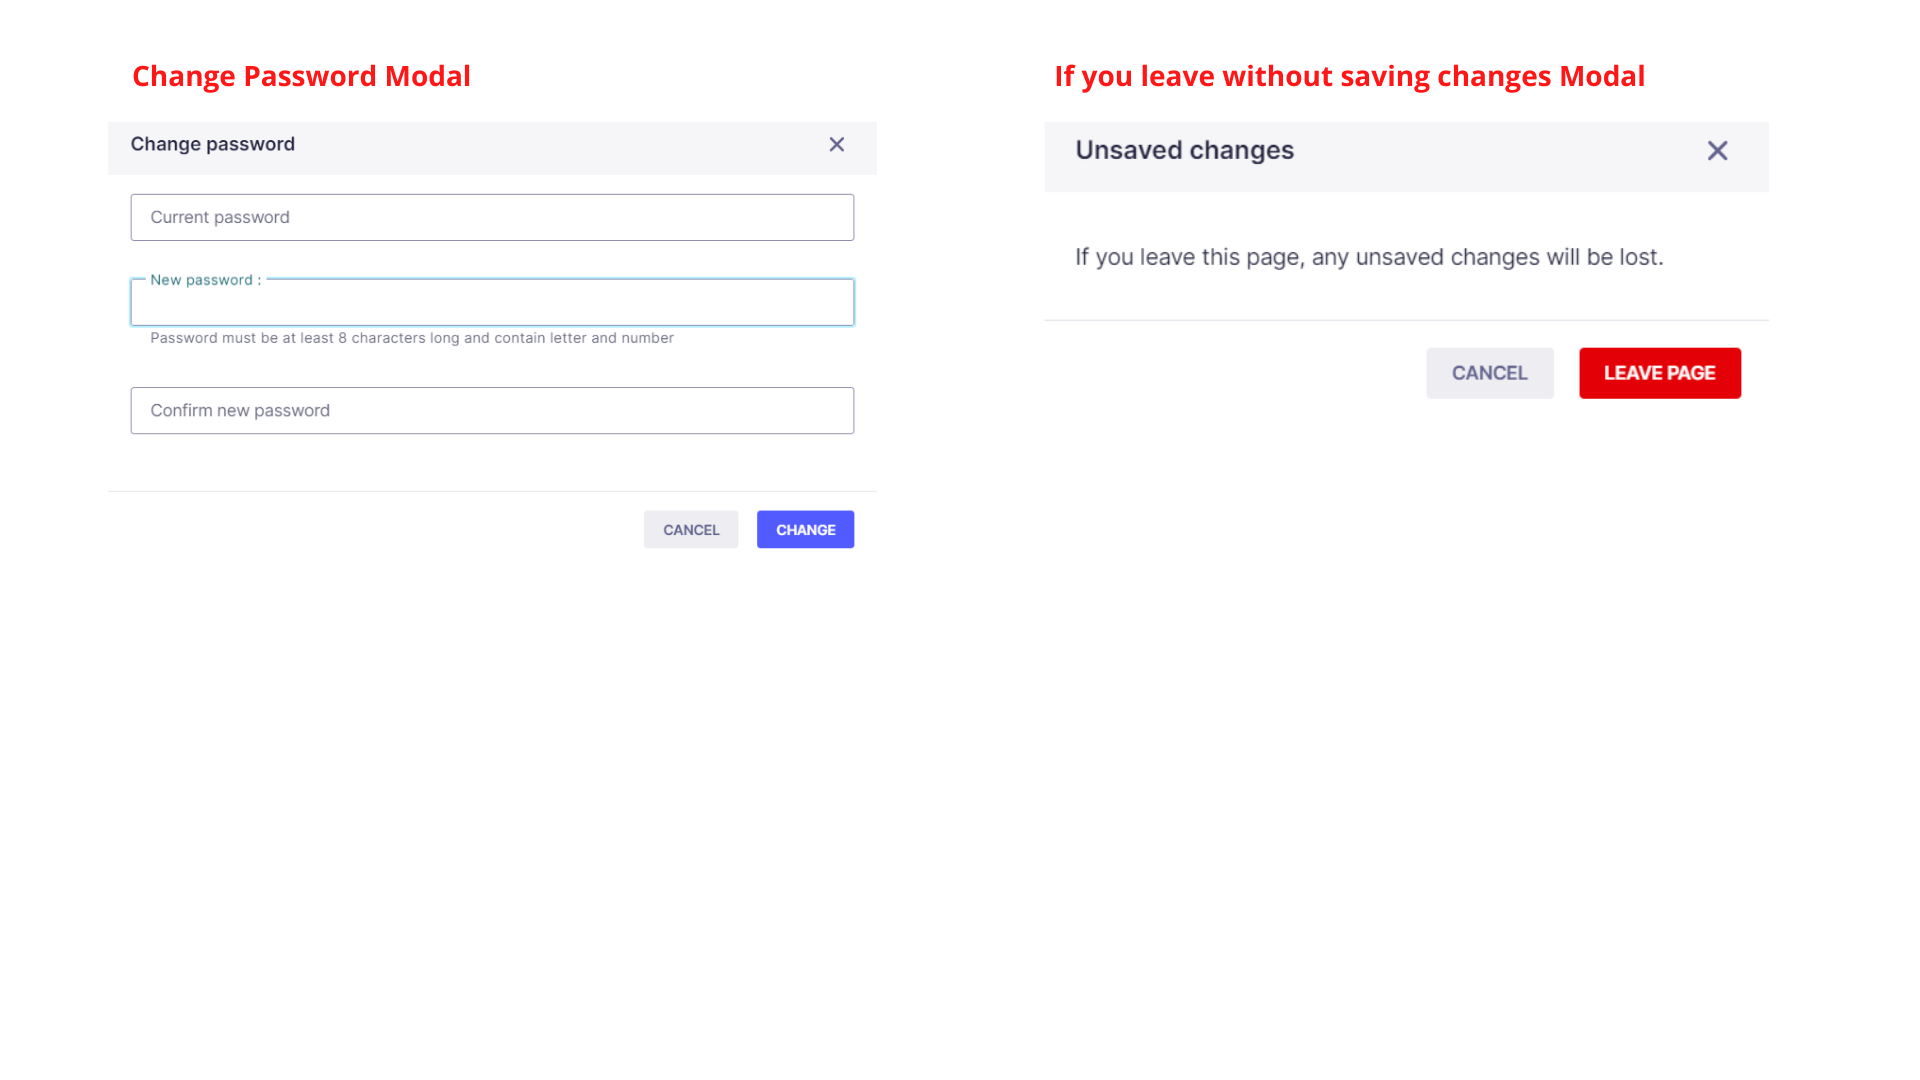 Change Password Modal
Change password
Current password
New password :
Password must be at least 8 characters long and contain letter and number
Confirm new password
CANCEL
CHANGE
If you leave without saving changes Modal
Unsaved changes
If you leave this page, any unsaved changes will be lost.
CANCEL
LEAVE PAGE